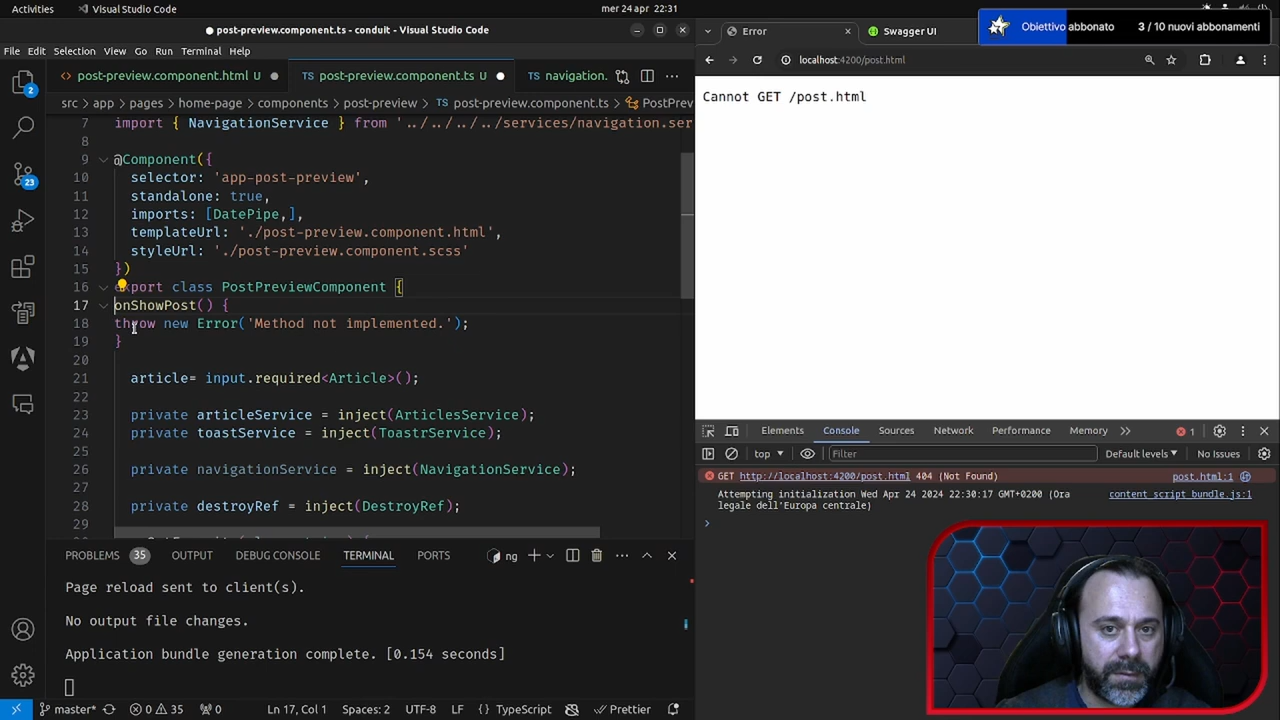 Activities
Visual Studio Code
mer 24 apr 22:31
Obiettivo abbonato
3 / 10 nuovi abbonamenti
post-preview.component.ts - conduit - Visual Studio Code
File Edit Selection View Go Run Terminal Help
post-preview.component.html U
TS post-preview.component.ts U
TS navigation.
src > app > pages > home-page > components > post-preview > TS post-preview.component.ts > PostPrev
7 import { NavigationService } from '../../../../services/navigation.ser
8
9 @Component({
10 selector: 'app-post-preview',
11 standalone: true,
12 imports: [DatePipe,],
13 templateUrl: './post-preview.component.html',
14 styleUrl: './post-preview.component.scss'
15 })
16 export class PostPreviewComponent {
17 onShowPost() {
18 throw new Error('Method not implemented.');
19 }
20
21 article= input.required<Article>();
22
23 private articleService = inject(ArticlesService);
24 private toastService = inject(ToastrService);
25
26 private navigationService = inject(NavigationService);
27
28 private destroyRef = inject(DestroyRef);
29
2
23
PROBLEMS 35 OUTPUT DEBUG CONSOLE TERMINAL PORTS
ng
Page reload sent to client(s).
No output file changes.
Application bundle generation complete. [0.154 seconds]
master*
0 35
0
Ln 17, Col 1
Spaces: 2
UTF-8
LF
TypeScript
Prettier
Error
Swagger UI
localhost:4200/post.html
Cannot GET /post.html
Elements Console Sources Network Performance Memory
1
top
Filter
Default levels
No Issues
GET http://localhost:4200/post.html 404 (Not Found)
post.html:1
Attempting initialization Wed Apr 24 2024 22:30:17 GMT+0200 (Ora
legale dell'Europa centrale)
content script bundle.js:1